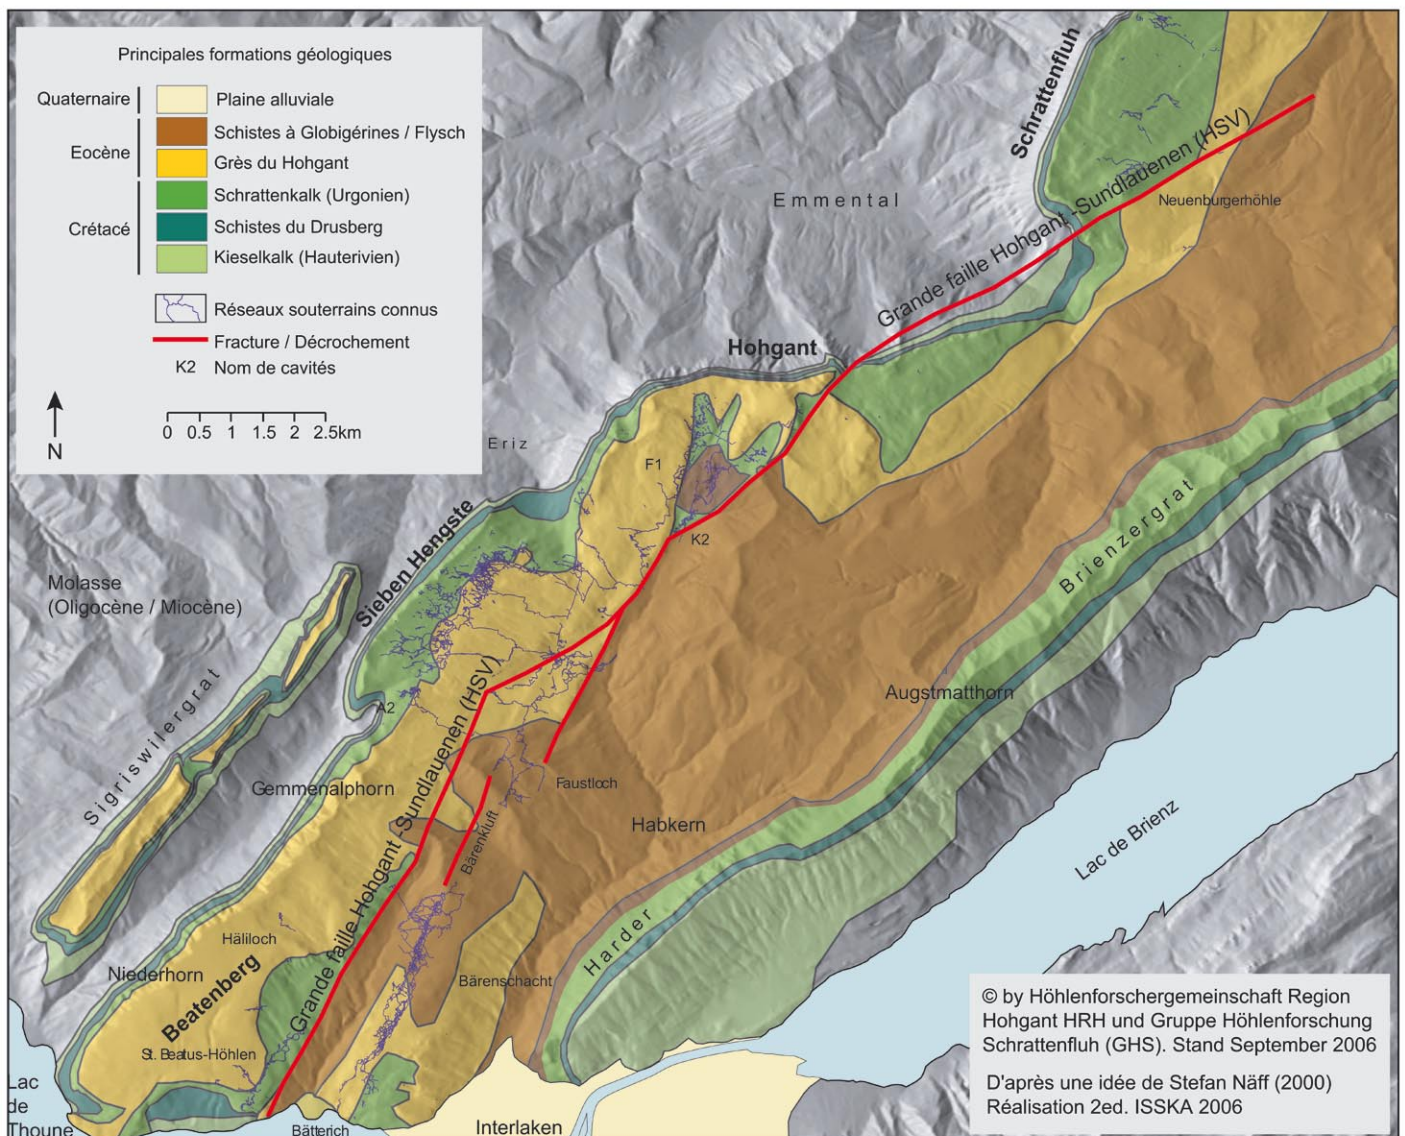 Principales formations géologiques
Quaternaire
Plaine alluviale
Eocène
Schistes à Globigérines / Flysch
Grès du Hohgant
Crétacé
Schrattenkalk (Urgonien)
Schistes du Drusberg
Kieselkalk (Hauterivien)
Réseaux souterrains connus
Fracture / Décrochement
K2 Nom de cavités
N
0 0.5 1 1.5 2 2.5km
Schrattenfluh
Grande faille Hohgant -Sundlauenen (HSV)
Emmental
Neuenburgerhöhle
Hohgant
Eriz
F1
K2
Sieben Hengste
Molasse
(Oligocène / Miocène)
Sigriswilergrat
A2
Gemmenalphorn
Grande faille Hohgant -Sundlauenen (HSV)
Faustloch
Bärenkluft
Habkern
Augstmatthorn
Brienzergrat
Lac de Brienz
Harder
Häliloch
Niederhorn
Beatenberg
Bärenschacht
St. Beatus-Höhlen
Lac
de
Thoune
Bätterich
Interlaken
© by Höhlenforschergemeinschaft Region
Hohgant HRH und Gruppe Höhlenforschung
Schrattenfluh (GHS). Stand September 2006
D'après une idée de Stefan Näff (2000)
Réalisation 2ed. ISSKA 2006